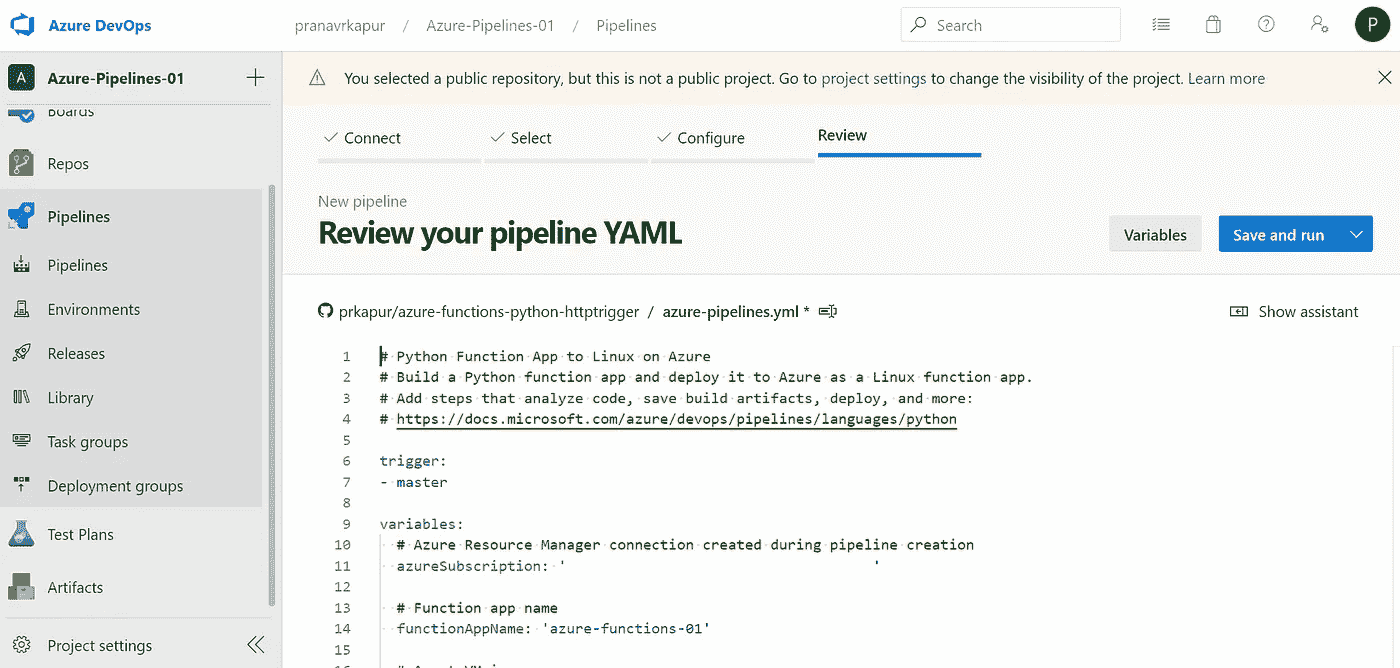 Azure DevOps
pranavrkapur / Azure-Pipelines-01 / Pipelines
Search
P
A Azure-Pipelines-01
You selected a public repository, but this is not a public project. Go to project settings to change the visibility of the project. Learn more
Boards
Repos
Pipelines
Pipelines
Environments
Releases
Library
Task groups
Deployment groups
Test Plans
Artifacts
Project settings
Connect
Select
Configure
Review
New pipeline
Review your pipeline YAML
Variables
Save and run
prkapur/azure-functions-python-httptrigger / azure-pipelines.yml *
Show assistant
1 # Python Function App to Linux on Azure
2 # Build a Python function app and deploy it to Azure as a Linux function app.
3 # Add steps that analyze code, save build artifacts, deploy, and more:
4 # https://docs.microsoft.com/azure/devops/pipelines/languages/python
5
6 trigger:
7 - master
8
9 variables:
10 # Azure Resource Manager connection created during pipeline creation
11 azureSubscription: ' '
12
13 # Function app name
14 functionAppName: 'azure-functions-01'
15